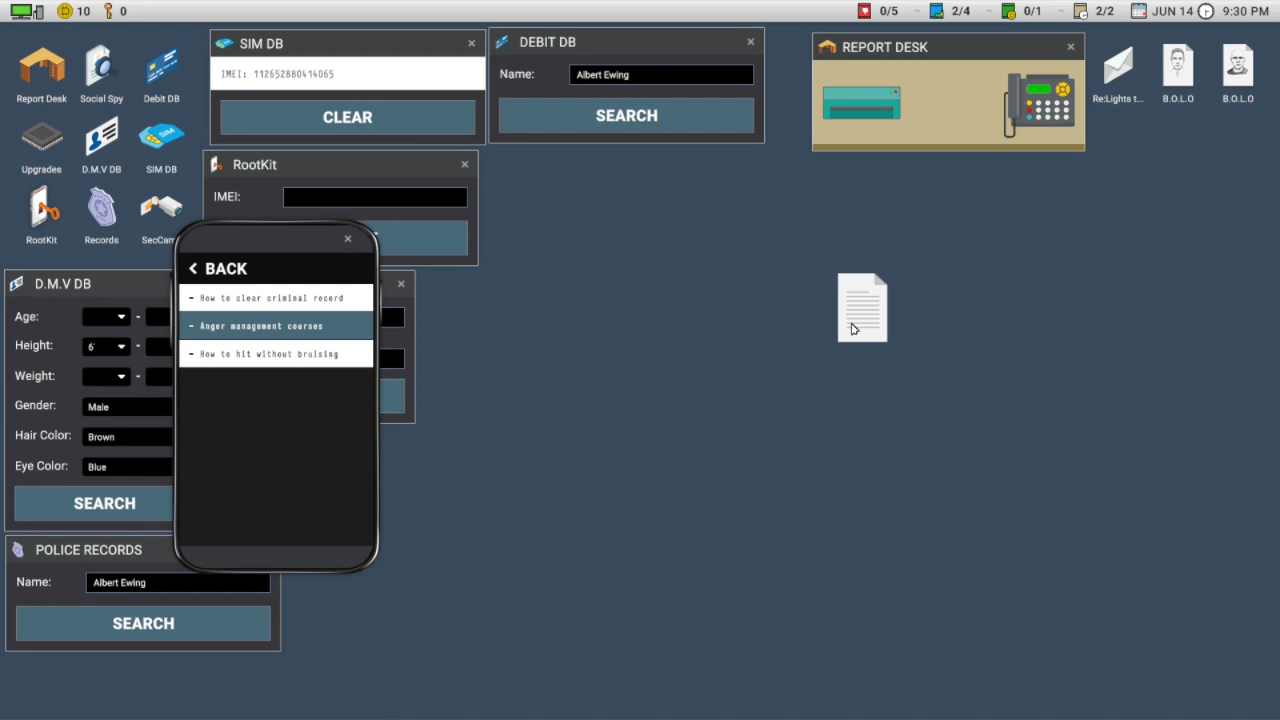 10
0
0/5
2/4
0/1
2/2
JUN 14
9:30 PM
Report Desk
Social Spy
Debit DB
Upgrades
D.M.V DB
SIM DB
RootKit
Records
SecCam
SIM DB
IMEI: 112652880414065
CLEAR
DEBIT DB
Name:
Albert Ewing
SEARCH
REPORT DESK
Re:Lights t...
B.O.L.O
B.O.L.O
RootKit
IMEI:
BACK
- How to clear criminal record
- Anger management courses
- How to hit without bruising
D.M.V DB
Age:
-
Height:
6'
-
Weight:
-
Gender:
Male
Hair Color:
Brown
Eye Color:
Blue
SEARCH
POLICE RECORDS
Name:
Albert Ewing
SEARCH